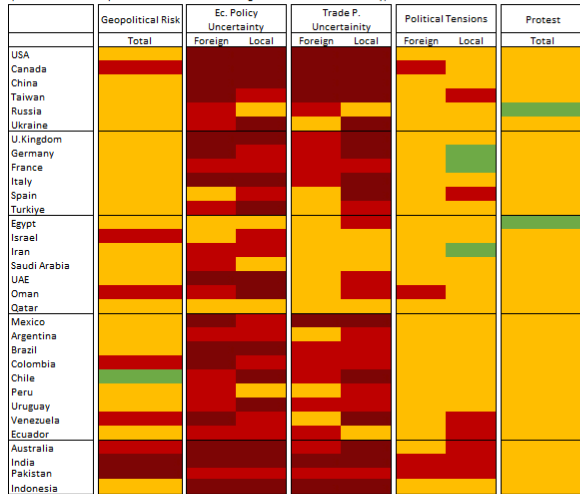 Geopolitical Risk Ec. Policy Uncertainty Trade P. Uncertainty Political Tensions Protest
Total Foreign Local Foreign Local Foreign Local Total
USA
Canada
China
Taiwan
Russia
Ukraine
U.Kingdom
Germany
France
Italy
Spain
Turkiye
Egypt
Israel
Iran
Saudi Arabia
UAE
Oman
Qatar
Mexico
Argentina
Brazil
Colombia
Chile
Peru
Uruguay
Venezuela
Ecuador
Australia
India
Pakistan
Indonesia